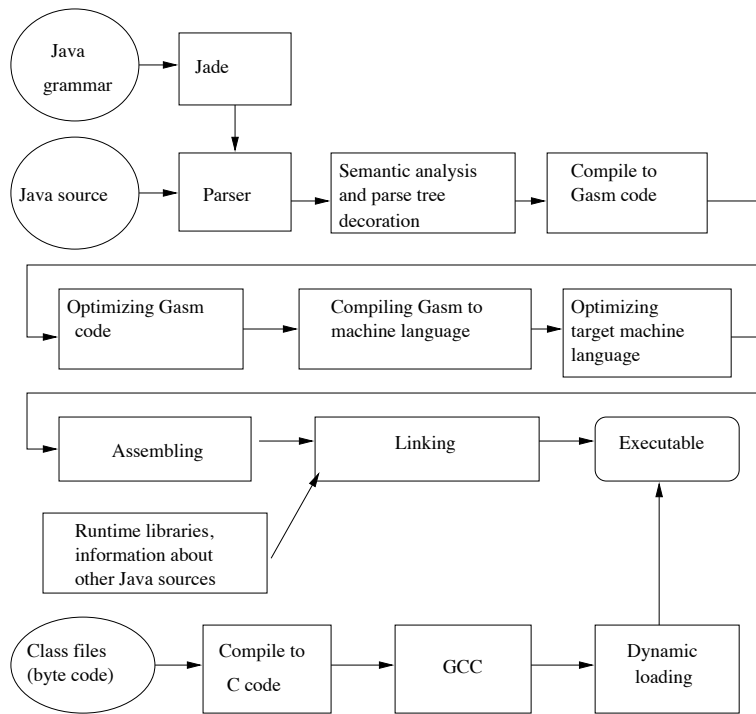 Java
grammar
Jade
Java source
Parser
Semantic analysis
and parse tree
decoration
Compile to
Gasm code
Optimizing Gasm
code
Compiling Gasm to
machine language
Optimizing
target machine
language
Assembling
Linking
Executable
Runtime libraries,
information about
other Java sources
Class files
(byte code)
Compile to
C code
GCC
Dynamic
loading